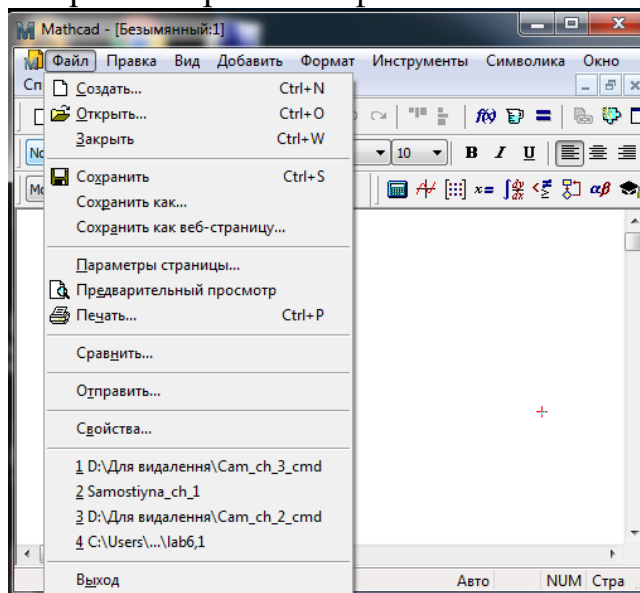 Mathcad - [Безымянный:1]
Файл Правка Вид Добавить Формат Инструменты Символика Окно
Создать... Ctrl+N
Открыть... Ctrl+O
Закрыть Ctrl+W
10 B I U
Сохранить Ctrl+S
Сохранить как...
Сохранить как веб-страницу...
Параметры страницы...
Предварительный просмотр
Печать... Ctrl+P
Сравнить...
Отправить...
Свойства...
1 D:\Для видалення\Cam_ch_3_cmd
2 Samostiyna_ch_1
3 D:\Для видалення\Cam_ch_2_cmd
4 C:\Users\...\lab6,1
Выход
Авто NUM Стра